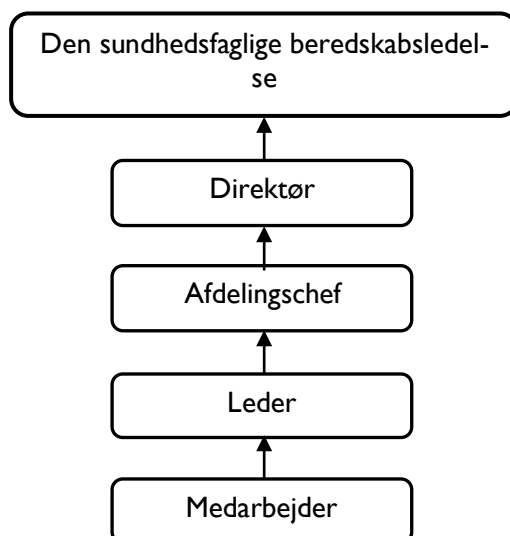 Den sundhedsfaglige beredskabsledel-
se
Direktør
Afdelingschef
Leder
Medarbejder